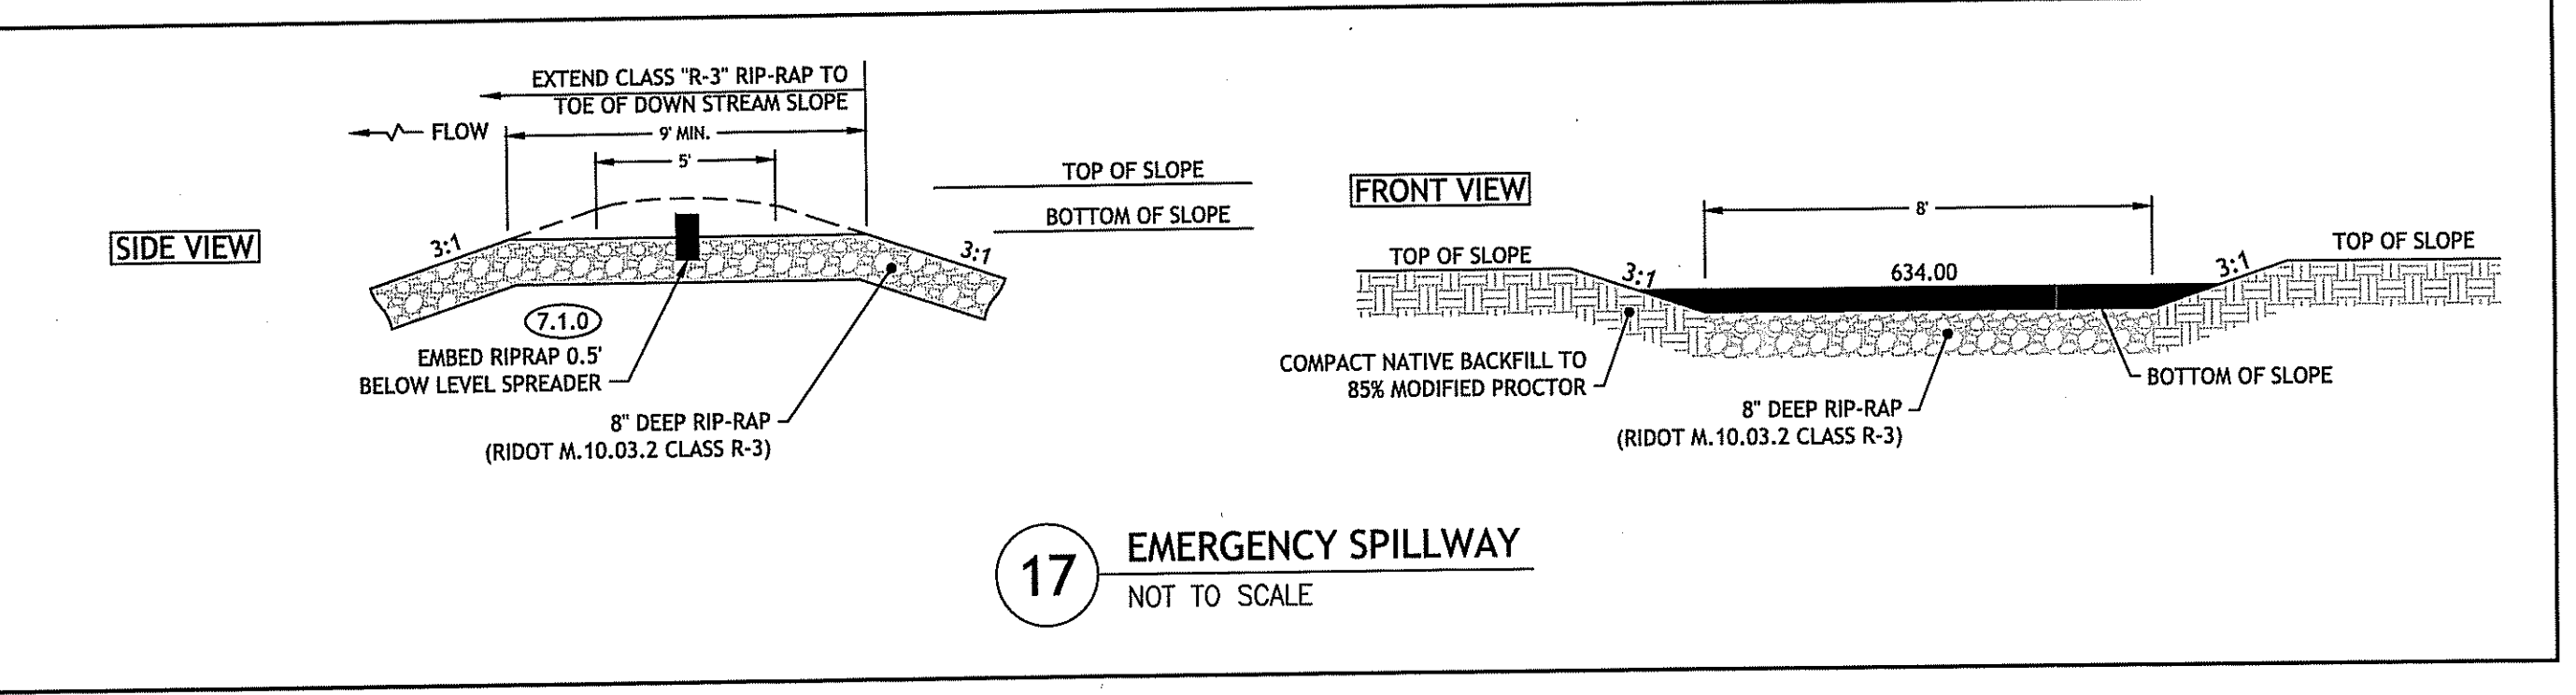 EXTEND CLASS "R-3" RIP-RAP TO
TOE OF DOWN STREAM SLOPE
FLOW
9' MIN.
5'
TOP OF SLOPE
BOTTOM OF SLOPE
SIDE VIEW
3:1
3:1
7.1.0
EMBED RIPRAP 0.5'
BELOW LEVEL SPREADER
8" DEEP RIP-RAP
(RIDOT M.10.03.2 CLASS R-3)
FRONT VIEW
8'
TOP OF SLOPE
3:1
634.00
3:1
TOP OF SLOPE
COMPACT NATIVE BACKFILL TO
85% MODIFIED PROCTOR
BOTTOM OF SLOPE
8" DEEP RIP-RAP
(RIDOT M.10.03.2 CLASS R-3)
17
EMERGENCY SPILLWAY
NOT TO SCALE